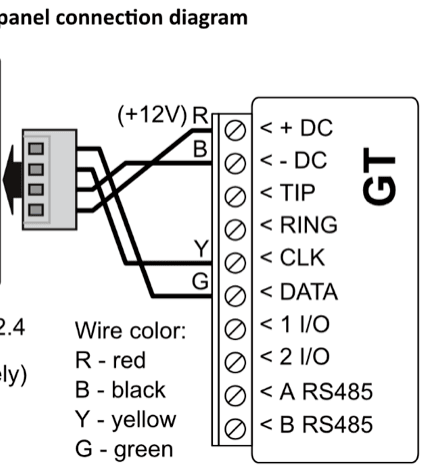 panel connection diagram
(+12V) R
B
Y
G
< + DC
< - DC
< TIP
< RING
< CLK
< DATA
< 1 I/O
< 2 I/O
< A RS485
< B RS485
GT
2.4
ely)
Wire color:
R - red
B - black
Y - yellow
G - green